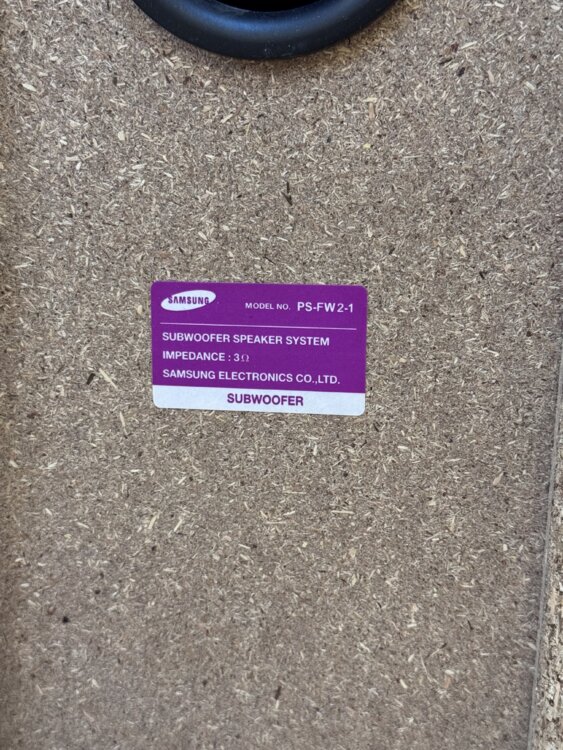 SAMSUNG
MODEL NO. PS-FW2-1
SUBWOOFER SPEAKER SYSTEM
IMPEDANCE : 3Ω
SAMSUNG ELECTRONICS CO.,LTD.
SUBWOOFER